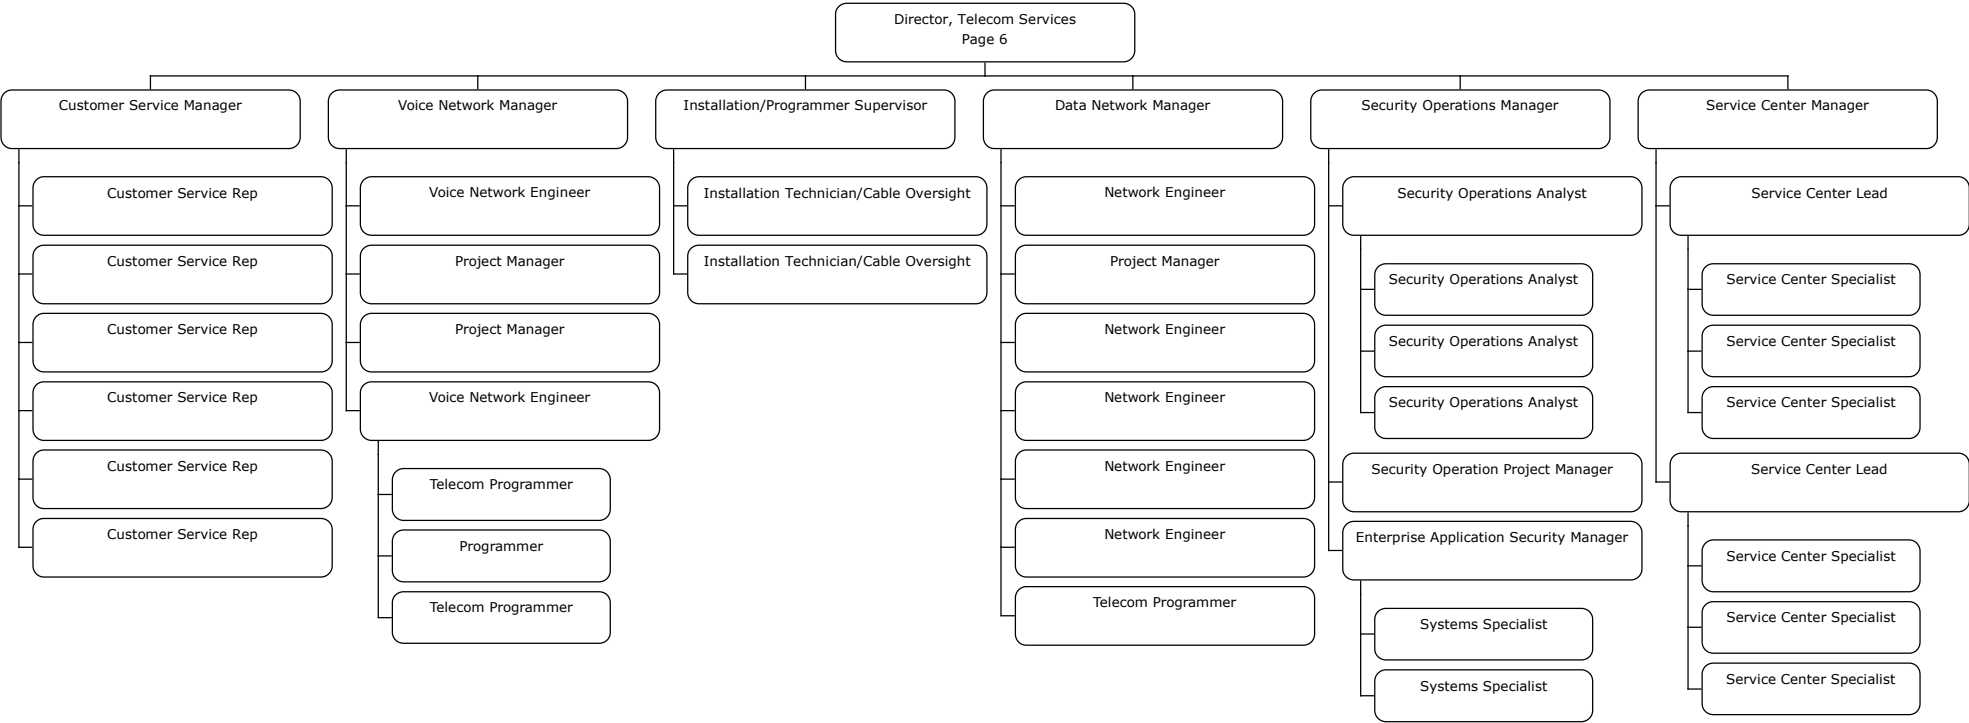 Director, Telecom Services
Page 6
Customer Service Manager
Voice Network Manager
Installation/Programmer Supervisor
Data Network Manager
Security Operations Manager
Service Center Manager
Customer Service Rep
Customer Service Rep
Customer Service Rep
Customer Service Rep
Customer Service Rep
Customer Service Rep
Voice Network Engineer
Project Manager
Project Manager
Voice Network Engineer
Telecom Programmer
Programmer
Telecom Programmer
Installation Technician/Cable Oversight
Installation Technician/Cable Oversight
Network Engineer
Project Manager
Network Engineer
Network Engineer
Network Engineer
Network Engineer
Telecom Programmer
Security Operations Analyst
Security Operations Analyst
Security Operations Analyst
Security Operations Analyst
Security Operation Project Manager
Enterprise Application Security Manager
Systems Specialist
Systems Specialist
Service Center Lead
Service Center Specialist
Service Center Specialist
Service Center Specialist
Service Center Lead
Service Center Specialist
Service Center Specialist
Service Center Specialist